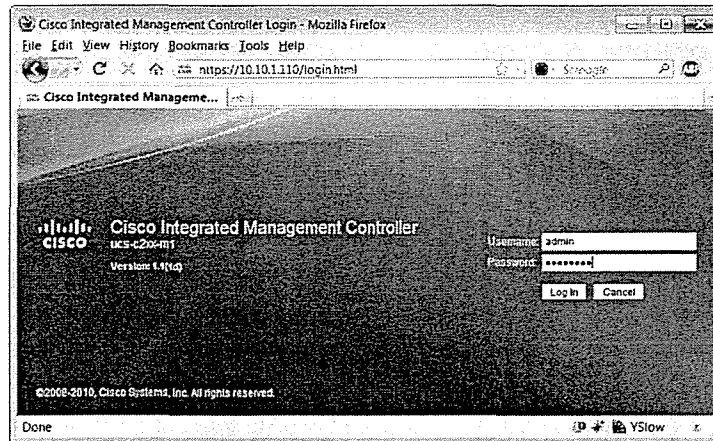 Cisco Integrated Management Controller Login - Mozilla Firefox
File Edit View History Bookmarks Tools Help
https://10.10.1.110/login.html
Cisco Integrated Manageme...
CISCO
Cisco Integrated Management Controller
ucs-c2xx-m1
Version: 1.1(1d)
Username: admin
Password: ••••••••
Log In Cancel
©2008-2010, Cisco Systems, Inc. All rights reserved.
Done YSlow